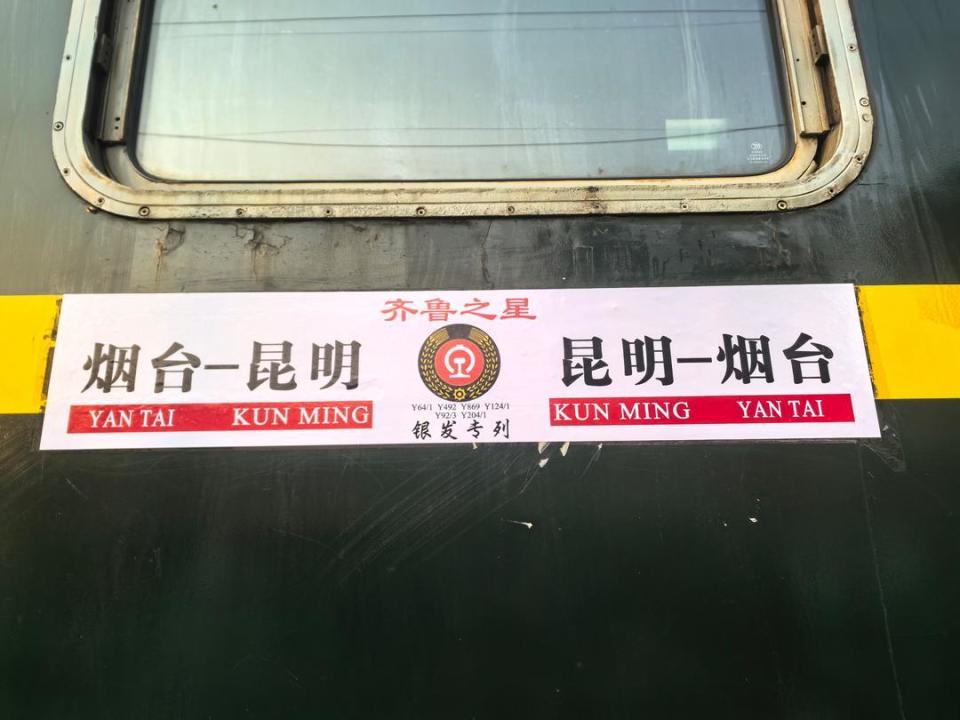 齐鲁之星
烟台-昆明
YAN TAI KUN MING
Y64/1 Y492 Y869 Y124/1
Y92/3 Y204/1
银发专列
昆明-烟台
KUN MING YAN TAI